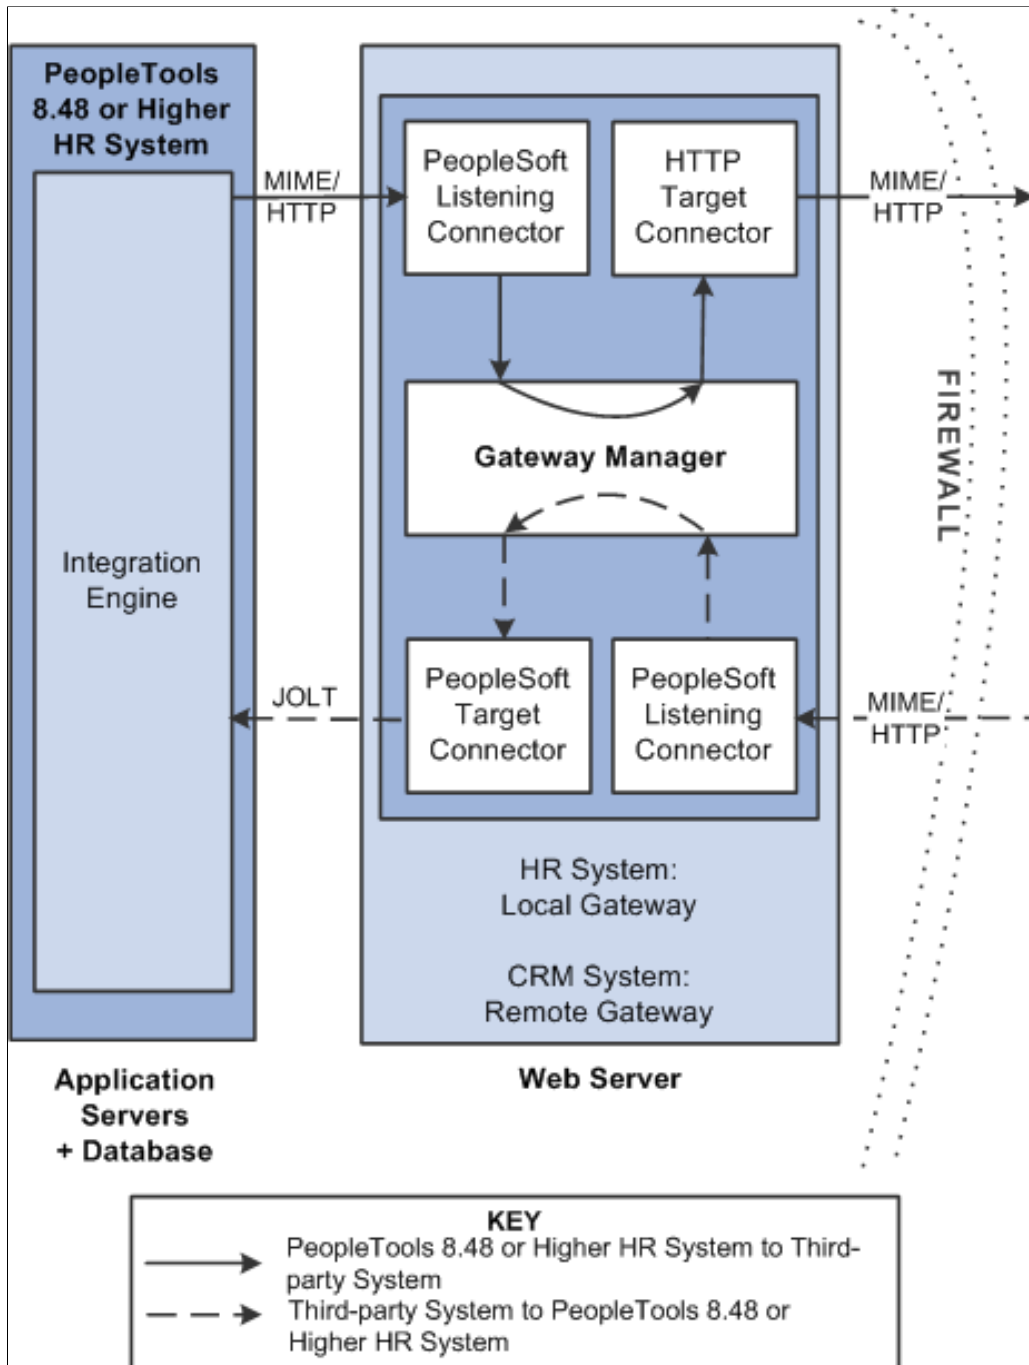 PeopleTools
8.48 or Higher
HR System
Integration
Engine
MIME/
HTTP
PeopleSoft
Listening
Connector
HTTP
Target
Connector
MIME/
HTTP
Gateway Manager
FIREWALL
JOLT
PeopleSoft
Target
Connector
PeopleSoft
Listening
Connector
MIME/
HTTP
HR System:
Local Gateway
CRM System:
Remote Gateway
Application
Servers
+ Database
Web Server
KEY
PeopleTools 8.48 or Higher HR System to Third-
party System
Third-party System to PeopleTools 8.48 or
Higher HR System